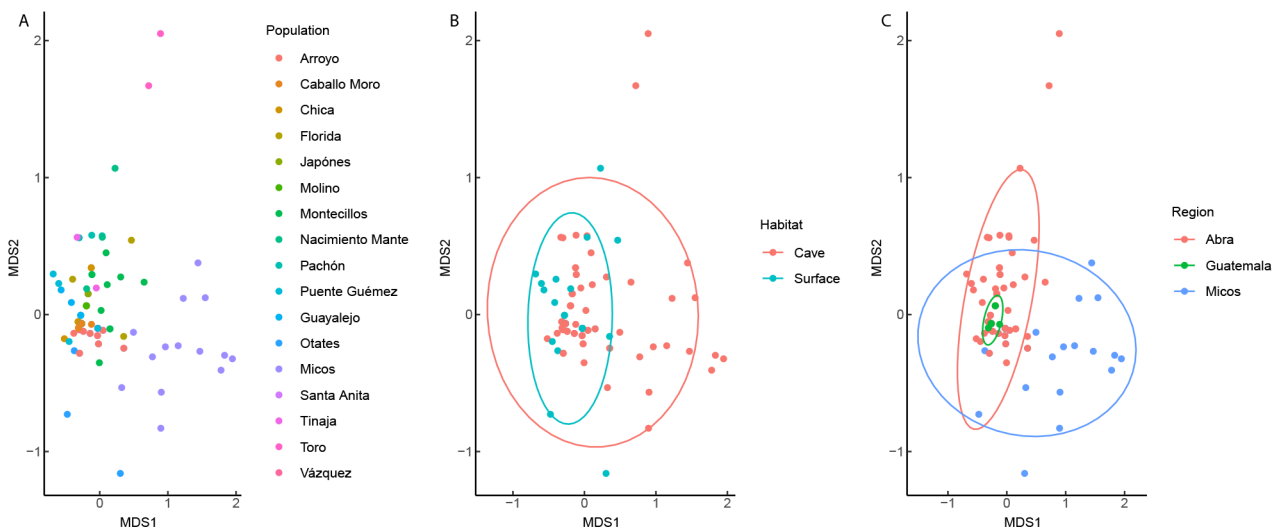 A
MDS2
2
1
0
−1
0
1
2
MDS1
Population
Arroyo
Caballo Moro
Chica
Florida
Japónes
Molino
Montecillos
Nacimiento Mante
Pachón
Puente Guémez
Guayalejo
Otates
Micos
Santa Anita
Tinaja
Toro
Vázquez
B
MDS2
2
1
0
−1
−1
0
1
2
MDS1
Habitat
Cave
Surface
C
MDS2
2
1
0
−1
−1
0
1
2
MDS1
Region
Abra
Guatemala
Micos